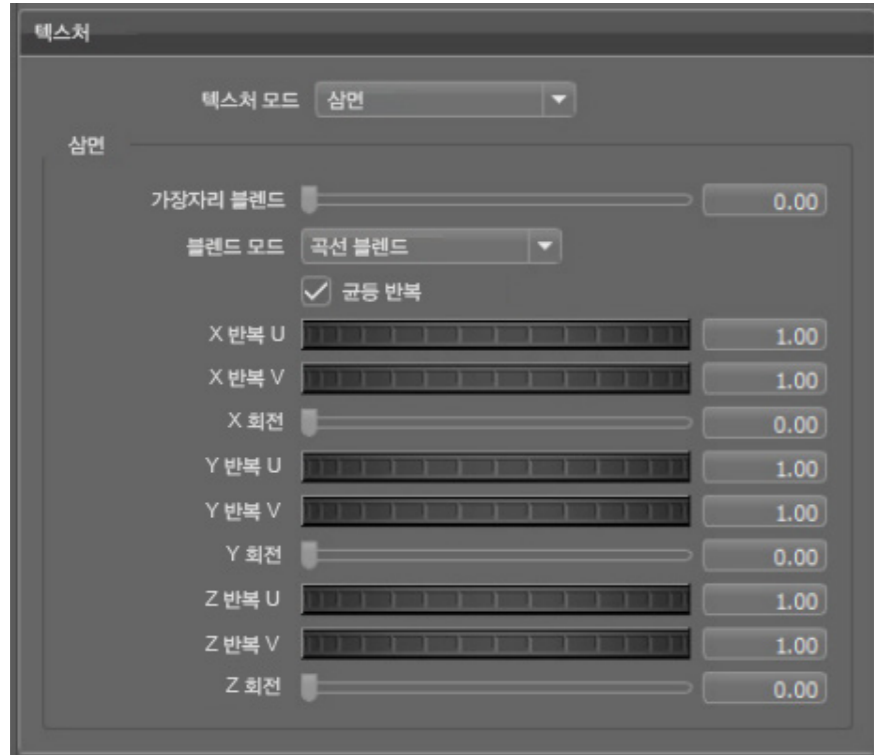 텍스처
텍스처 모드 삼면
삼면
가장자리 블렌드 0.00
블렌드 모드 곡선 블렌드
균등 반복
X 반복 U 1.00
X 반복 V 1.00
X 회전 0.00
Y 반복 U 1.00
Y 반복 V 1.00
Y 회전 0.00
Z 반복 U 1.00
Z 반복 V 1.00
Z 회전 0.00